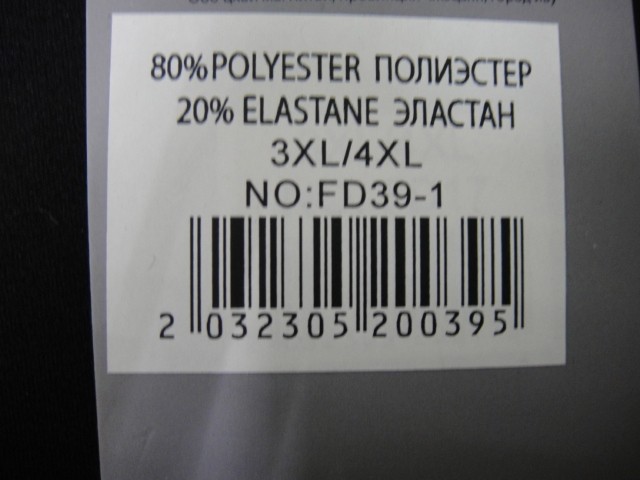 80%POLYESTER ПОЛИЭСТЕР
20% ELASTANE ЭЛАСТАН
3XL/4XL
NO:FD39-1
2 032305 200395